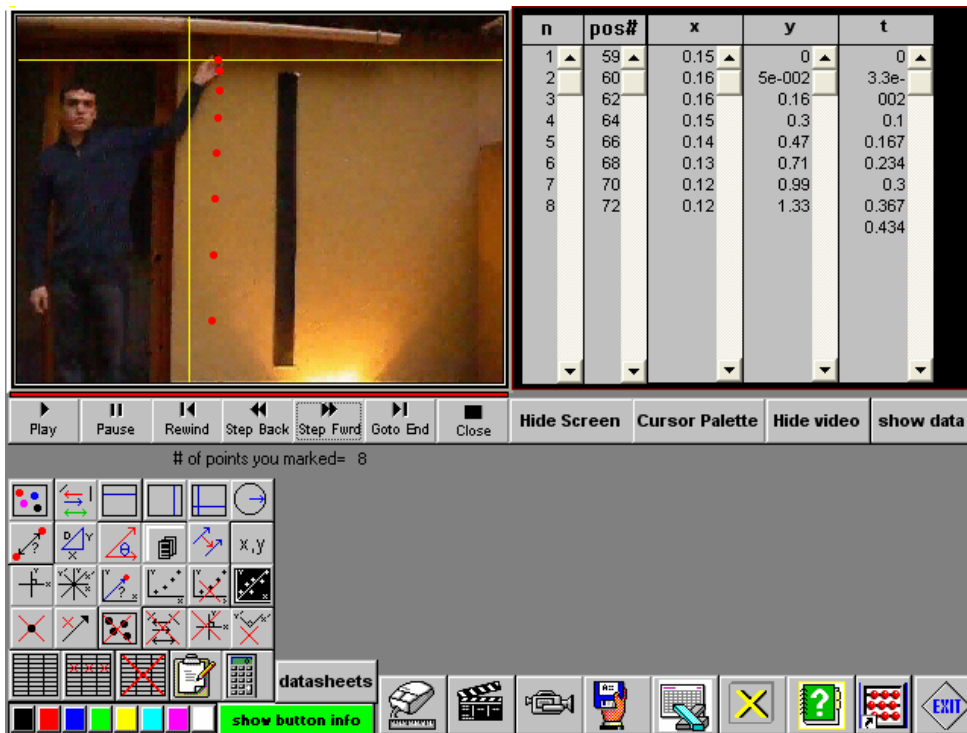 n pos# x y t
1 59 0.15 0 0
2 60 0.16 5e-002 3.3e-
3 62 0.16 0.16 002
4 64 0.15 0.3 0.1
5 66 0.14 0.47 0.167
6 68 0.13 0.71 0.234
7 70 0.12 0.99 0.3
8 72 0.12 1.33 0.367
0.434
Play Pause Rewind Step Back Step Fwrd Goto End Close Hide Screen Cursor Palette Hide video show data
# of points you marked= 8
datasheets
show button info
EXIT